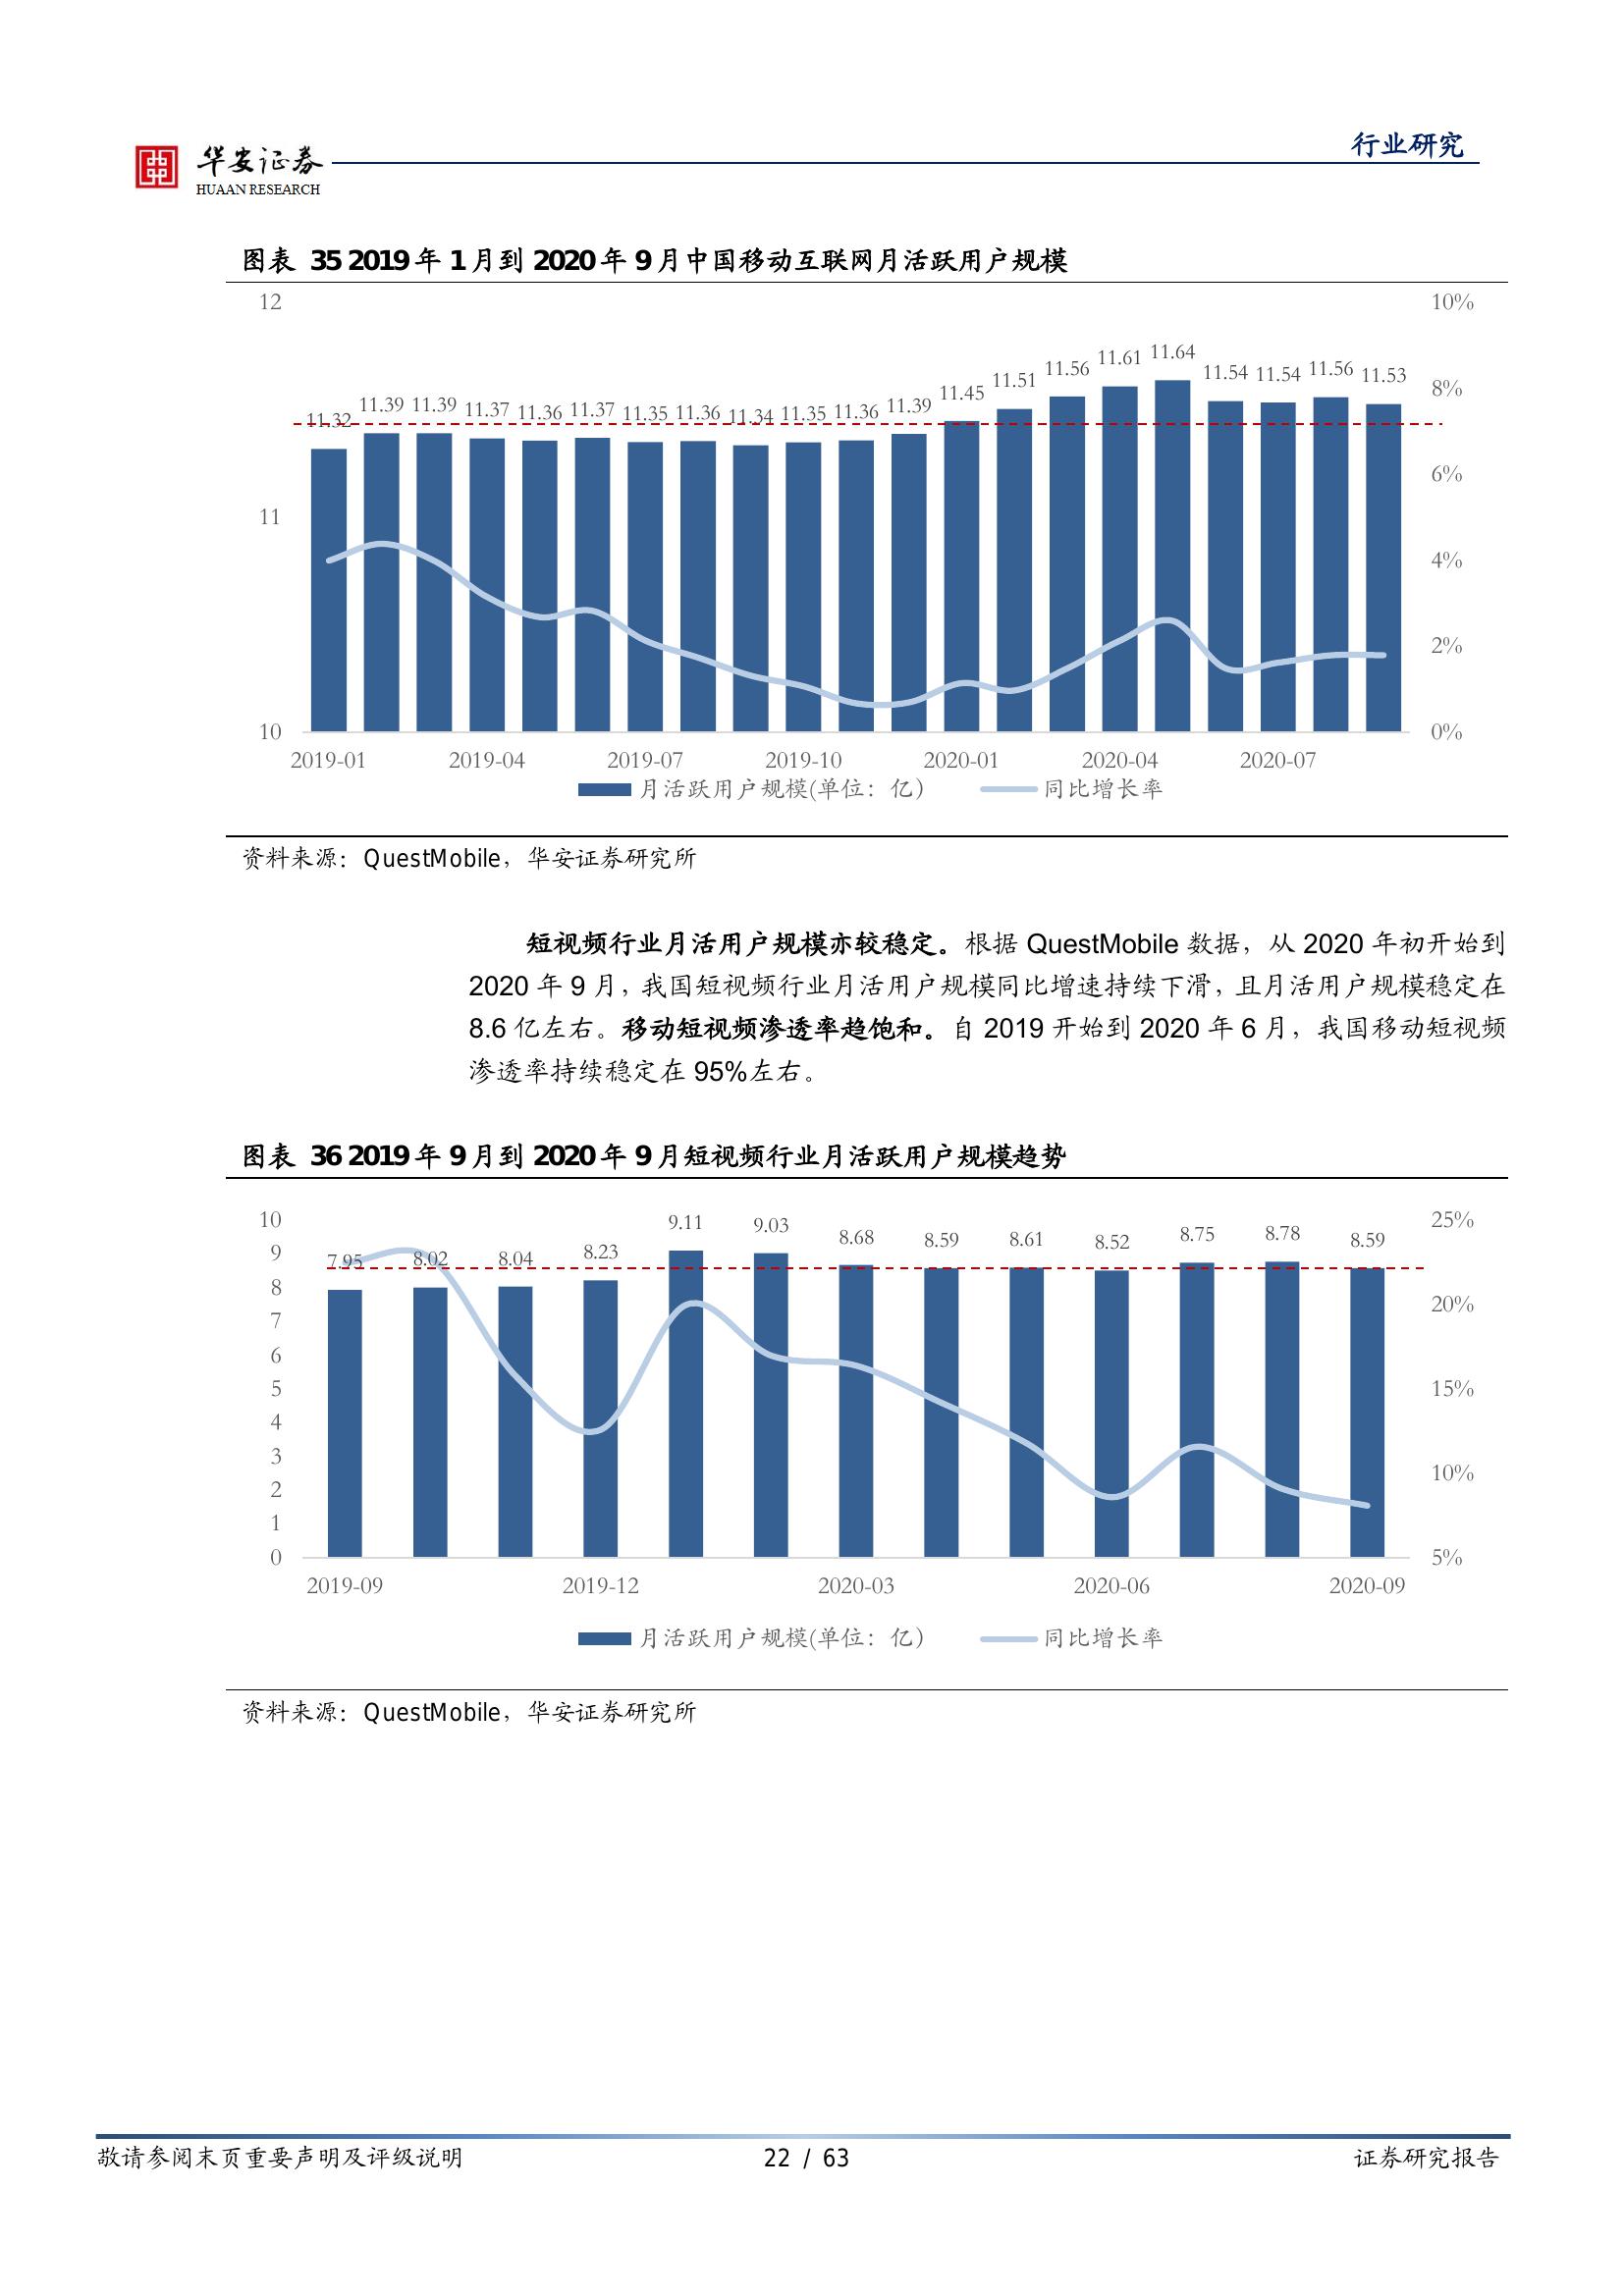 行业研究
华安证券
HUAAN RESEARCH
图表 35 2019 年 1 月到 2020 年 9 月中国移动互联网月活跃用户规模
12
11
10
10%
8%
6%
4%
2%
0%
11.32 11.39 11.39 11.37 11.36 11.37 11.35 11.36 11.34 11.35 11.36 11.39 11.45 11.51 11.56 11.61 11.64 11.54 11.54 11.56 11.53
2019-01 2019-04 2019-07 2019-10 2020-01 2020-04 2020-07
月活跃用户规模(单位：亿） 同比增长率
资料来源：QuestMobile，华安证券研究所
短视频行业月活用户规模亦较稳定。根据 QuestMobile 数据，从 2020 年初开始到
2020 年 9 月，我国短视频行业月活用户规模同比增速持续下滑，且月活用户规模稳定在
8.6 亿左右。移动短视频渗透率趋饱和。自 2019 开始到 2020 年 6 月，我国移动短视频
渗透率持续稳定在 95%左右。
图表 36 2019 年 9 月到 2020 年 9 月短视频行业月活跃用户规模趋势
10
9
8
7
6
5
4
3
2
1
0
25%
20%
15%
10%
5%
7.95 8.02 8.04 8.23 9.11 9.03 8.68 8.59 8.61 8.52 8.75 8.78 8.59
2019-09 2019-12 2020-03 2020-06 2020-09
月活跃用户规模(单位：亿） 同比增长率
资料来源：QuestMobile，华安证券研究所
敬请参阅末页重要声明及评级说明 22 / 63 证券研究报告